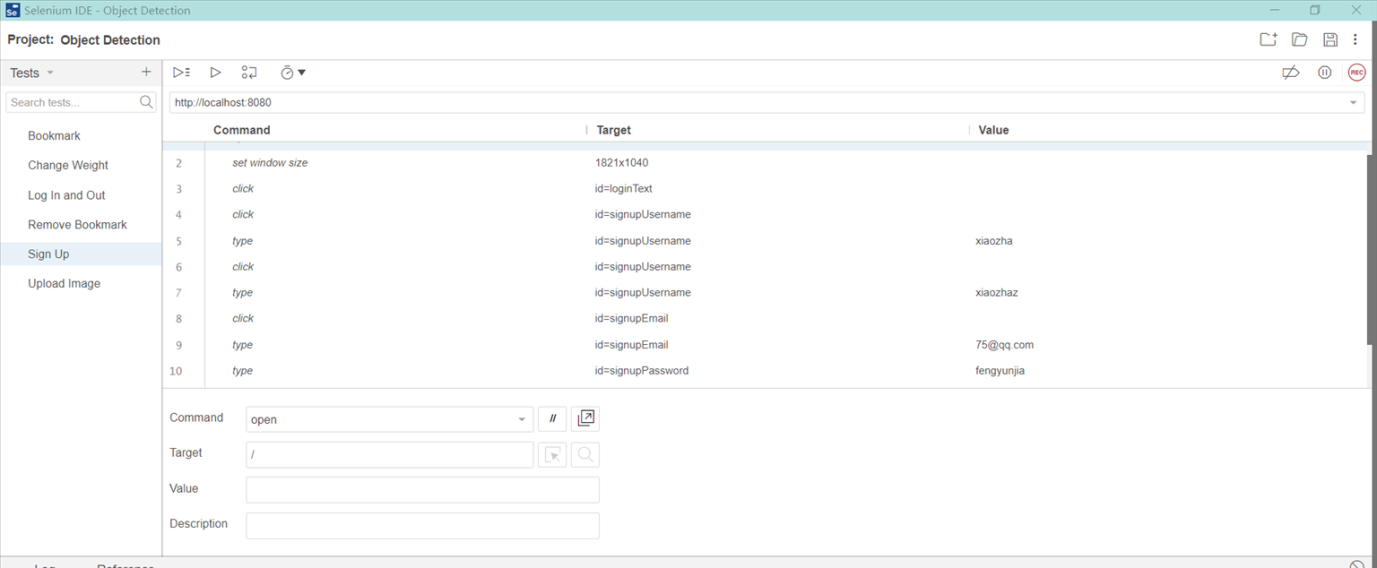 Se Selenium IDE - Object Detection
Project: Object Detection
Tests
http://localhost:8080
Search tests...
Bookmark
Change Weight
Log In and Out
Remove Bookmark
Sign Up
Upload Image
REC
Command Target Value
2 set window size 1821x1040
3 click id=loginText
4 click id=signupUsername
5 type id=signupUsername xiaozha
6 click id=signupUsername
7 type id=signupUsername xiaozhaz
8 click id=signupEmail
9 type id=signupEmail 75@qq.com
10 type id=signupPassword fengyunjia
Command open //
Target /
Value
Description
Log Reference